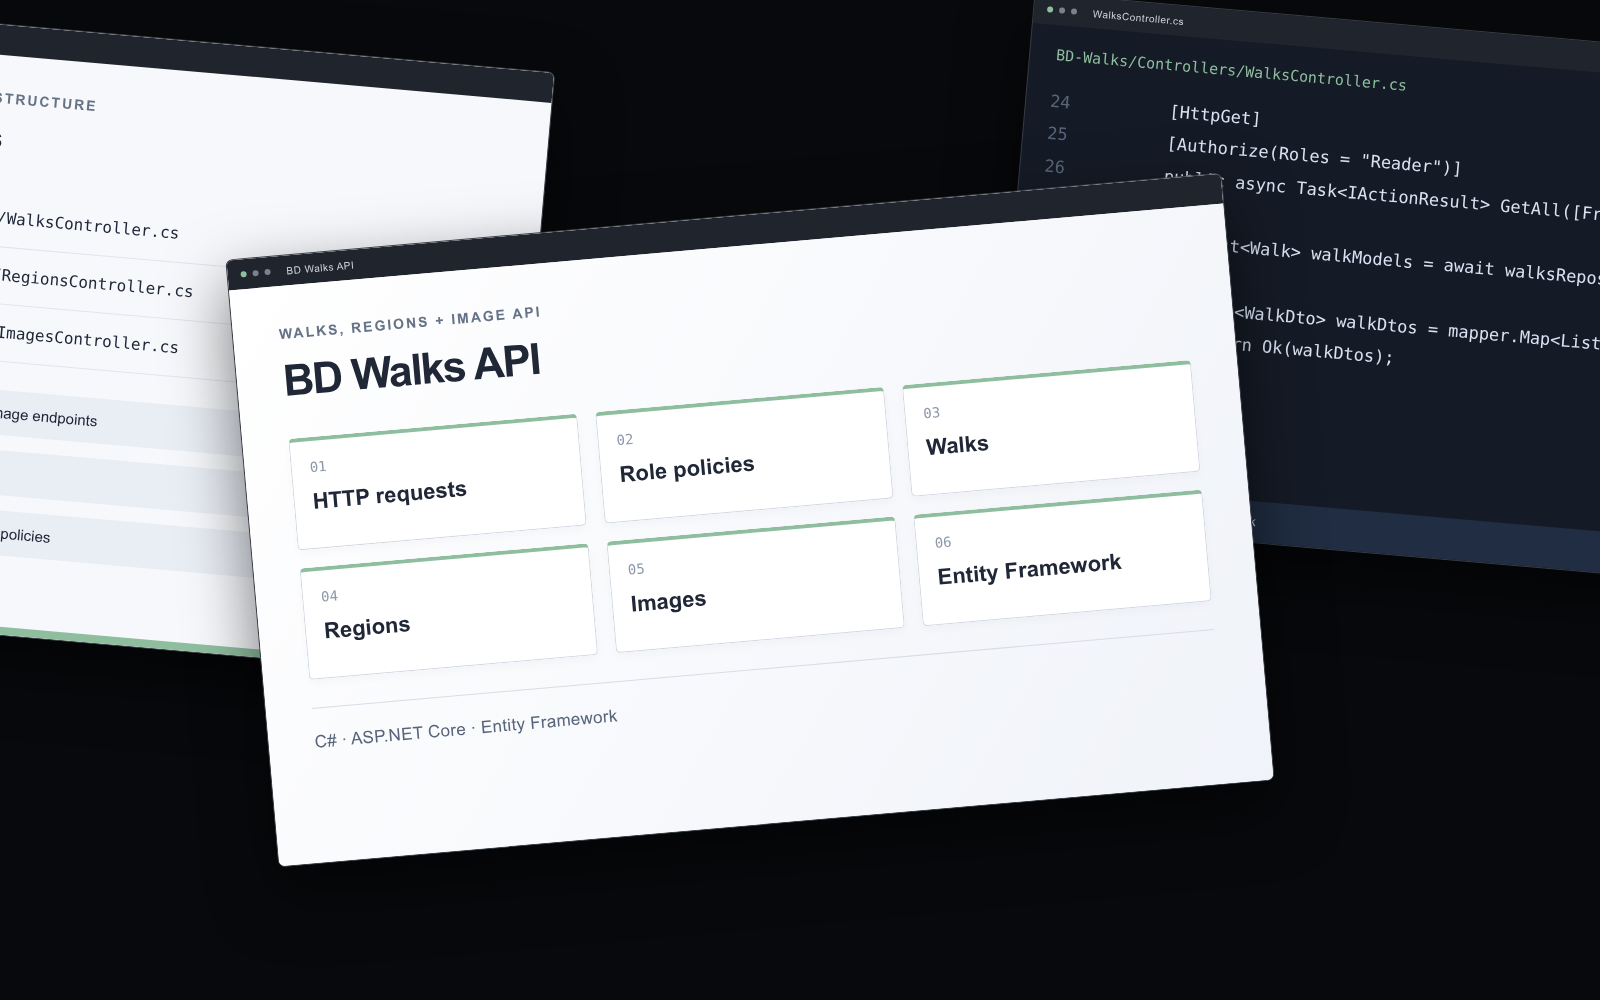 STRUCTURE
/WalksController.cs
RegionsController.cs
ImagesController.cs
endpoints
policies
WalksController.cs
BD-Walks/Controllers/WalksController.cs
24 [HttpGet]
25 [Authorize(Roles = "Reader")]
26 public async Task<IActionResult> GetAll([Fr
<Walk> walkModels = await walksRepos
<WalkDto> walkDtos = mapper.Map<List
Ok(walkDtos);
BD Walks API
WALKS, REGIONS + IMAGE API
BD Walks API
01
HTTP requests
02
Role policies
03
Walks
04
Regions
05
Images
06
Entity Framework
C# · ASP.NET Core · Entity Framework